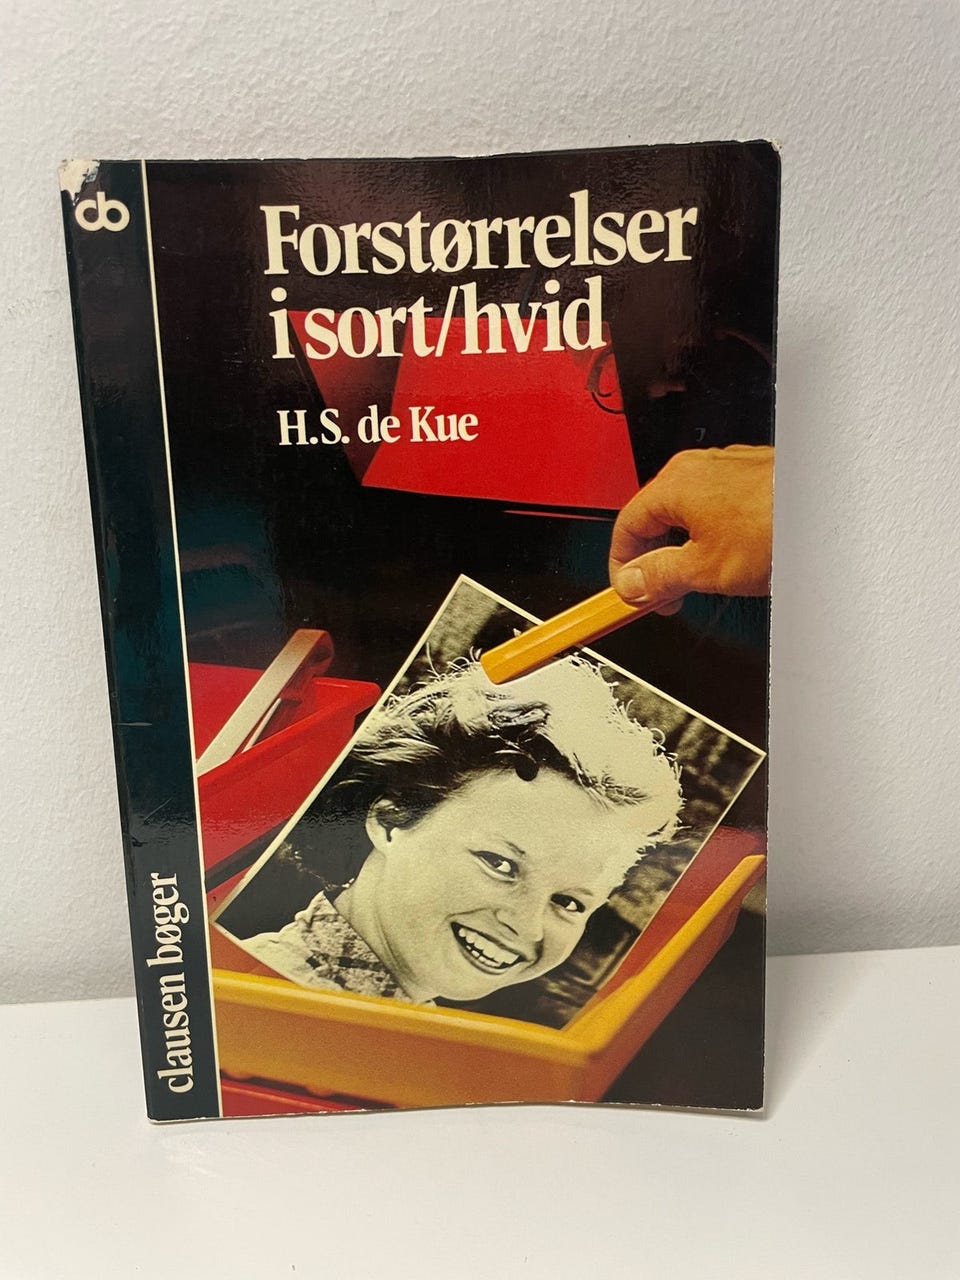 cb
Forstørrelser
i sort/hvid
H.S. de Kue
clausen bøger